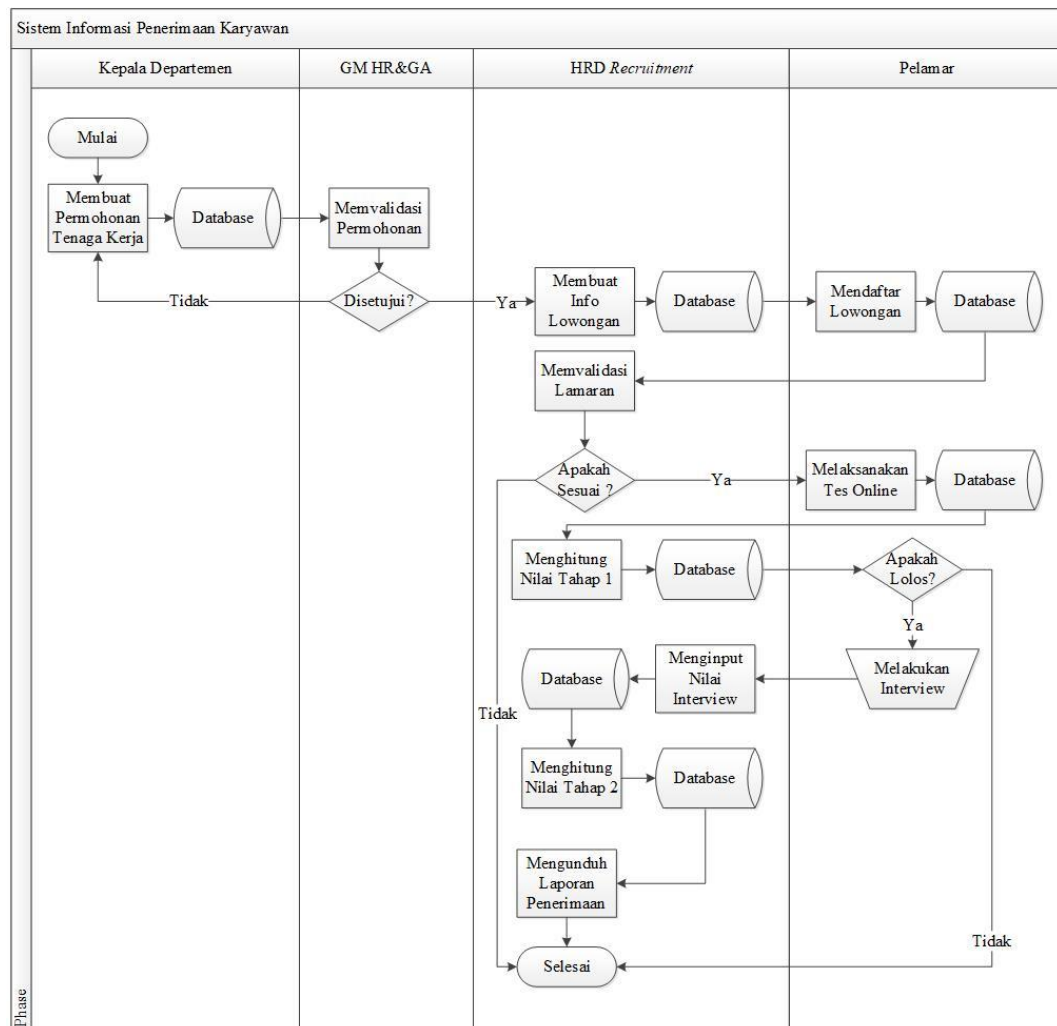 Sistem Informasi Penerimaan Karyawan
Kepala Departemen
GM HR&GA
HRD Recruitment
Pelamar
Mulai
Membuat
Permohonan
Tenaga Kerja
Database
Memvalidasi
Permohonan
Tidak
Disetujui?
Ya
Membuat
Info
Lowongan
Database
Mendaftar
Lowongan
Database
Memvalidasi
Lamaran
Apakah
Sesuai ?
Ya
Melaksanakan
Tes Online
Database
Menghitung
Nilai Tahap 1
Database
Apakah
Lolos?
Ya
Melakukan
Interview
Menginput
Nilai
Interview
Database
Tidak
Menghitung
Nilai Tahap 2
Database
Mengunduh
Laporan
Penerimaan
Tidak
Selesai
Phase